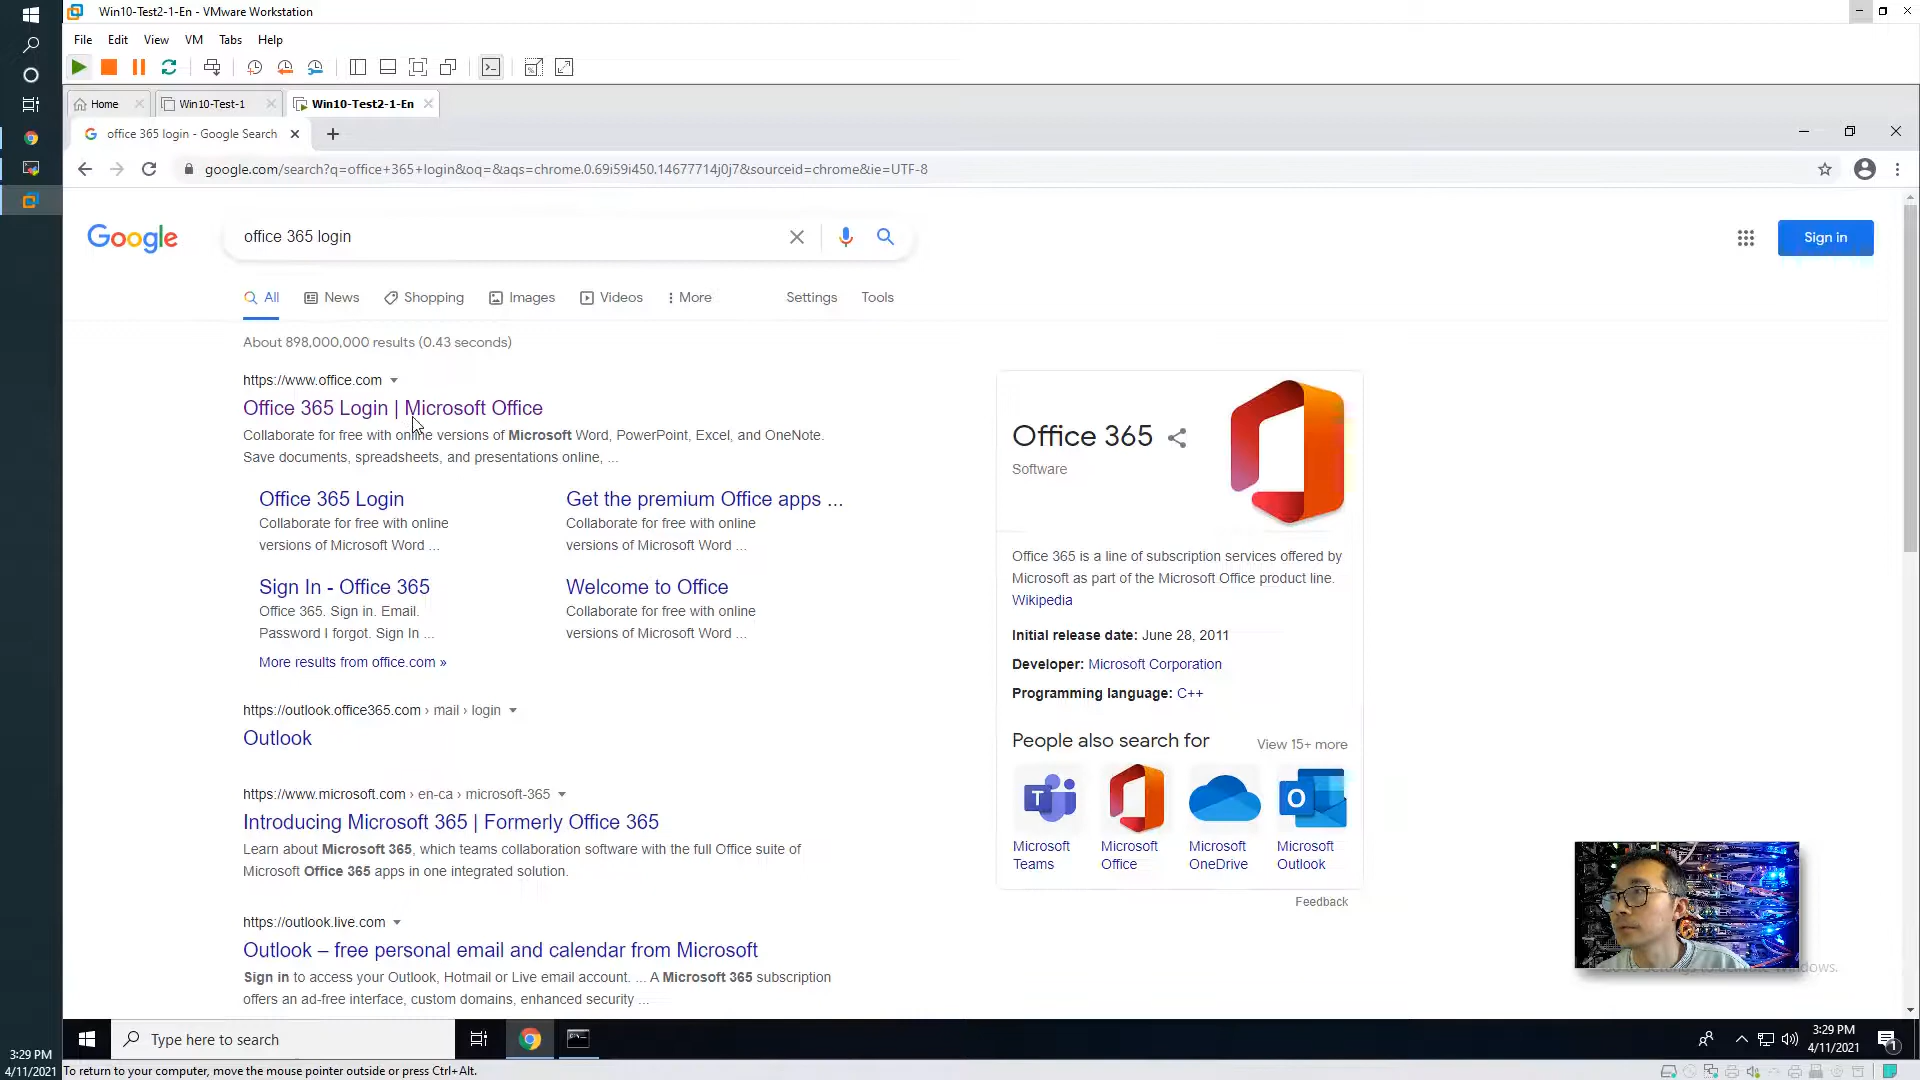 Win10-Test2-1-En - VMware Workstation
File Edit View VM Tabs Help
Home Win10-Test-1 Win10-Test2-1-En
office 365 login - Google Search
google.com/search?q=office+365+login&oq=&aqs=chrome.0.69i59i450.14677714j0j7&sourceid=chrome&ie=UTF-8
Google
office 365 login
Sign in
All News Shopping Images Videos More Settings Tools
About 898,000,000 results (0.43 seconds)
https://www.office.com
Office 365 Login | Microsoft Office
Collaborate for free with online versions of Microsoft Word, PowerPoint, Excel, and OneNote.
Save documents, spreadsheets, and presentations online, ...
Office 365 Login
Collaborate for free with online
versions of Microsoft Word ...
Get the premium Office apps ...
Collaborate for free with online
versions of Microsoft Word ...
Sign In - Office 365
Office 365. Sign in. Email.
Password I forgot. Sign In ...
Welcome to Office
Collaborate for free with online
versions of Microsoft Word ...
More results from office.com »
https://outlook.office365.com › mail › login
Outlook
https://www.microsoft.com › en-ca › microsoft-365
Introducing Microsoft 365 | Formerly Office 365
Learn about Microsoft 365, which teams collaboration software with the full Office suite of
Microsoft Office 365 apps in one integrated solution.
https://outlook.live.com
Outlook – free personal email and calendar from Microsoft
Sign in to access your Outlook, Hotmail or Live email account. ... A Microsoft 365 subscription
offers an ad-free interface, custom domains, enhanced security ...
Office 365
Software
Office 365 is a line of subscription services offered by
Microsoft as part of the Microsoft Office product line.
Wikipedia
Initial release date: June 28, 2011
Developer: Microsoft Corporation
Programming language: C++
People also search for
View 15+ more
Microsoft Teams
Microsoft Office
Microsoft OneDrive
Microsoft Outlook
Feedback
Type here to search
3:29 PM
4/11/2021
1
3:29 PM
4/11/2021
To return to your computer, move the mouse pointer outside or press Ctrl+Alt.